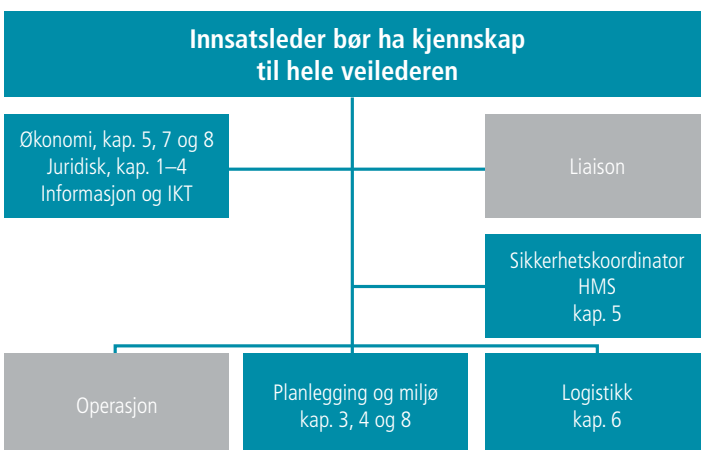 Innsatsleder bør ha kjennskap
til hele veilederen
Økonomi, kap. 5, 7 og 8
Juridisk, kap. 1–4
Informasjon og IKT
Liaison
Sikkerhetskoordinator
HMS
kap. 5
Operasjon
Planlegging og miljø
kap. 3, 4 og 8
Logistikk
kap. 6